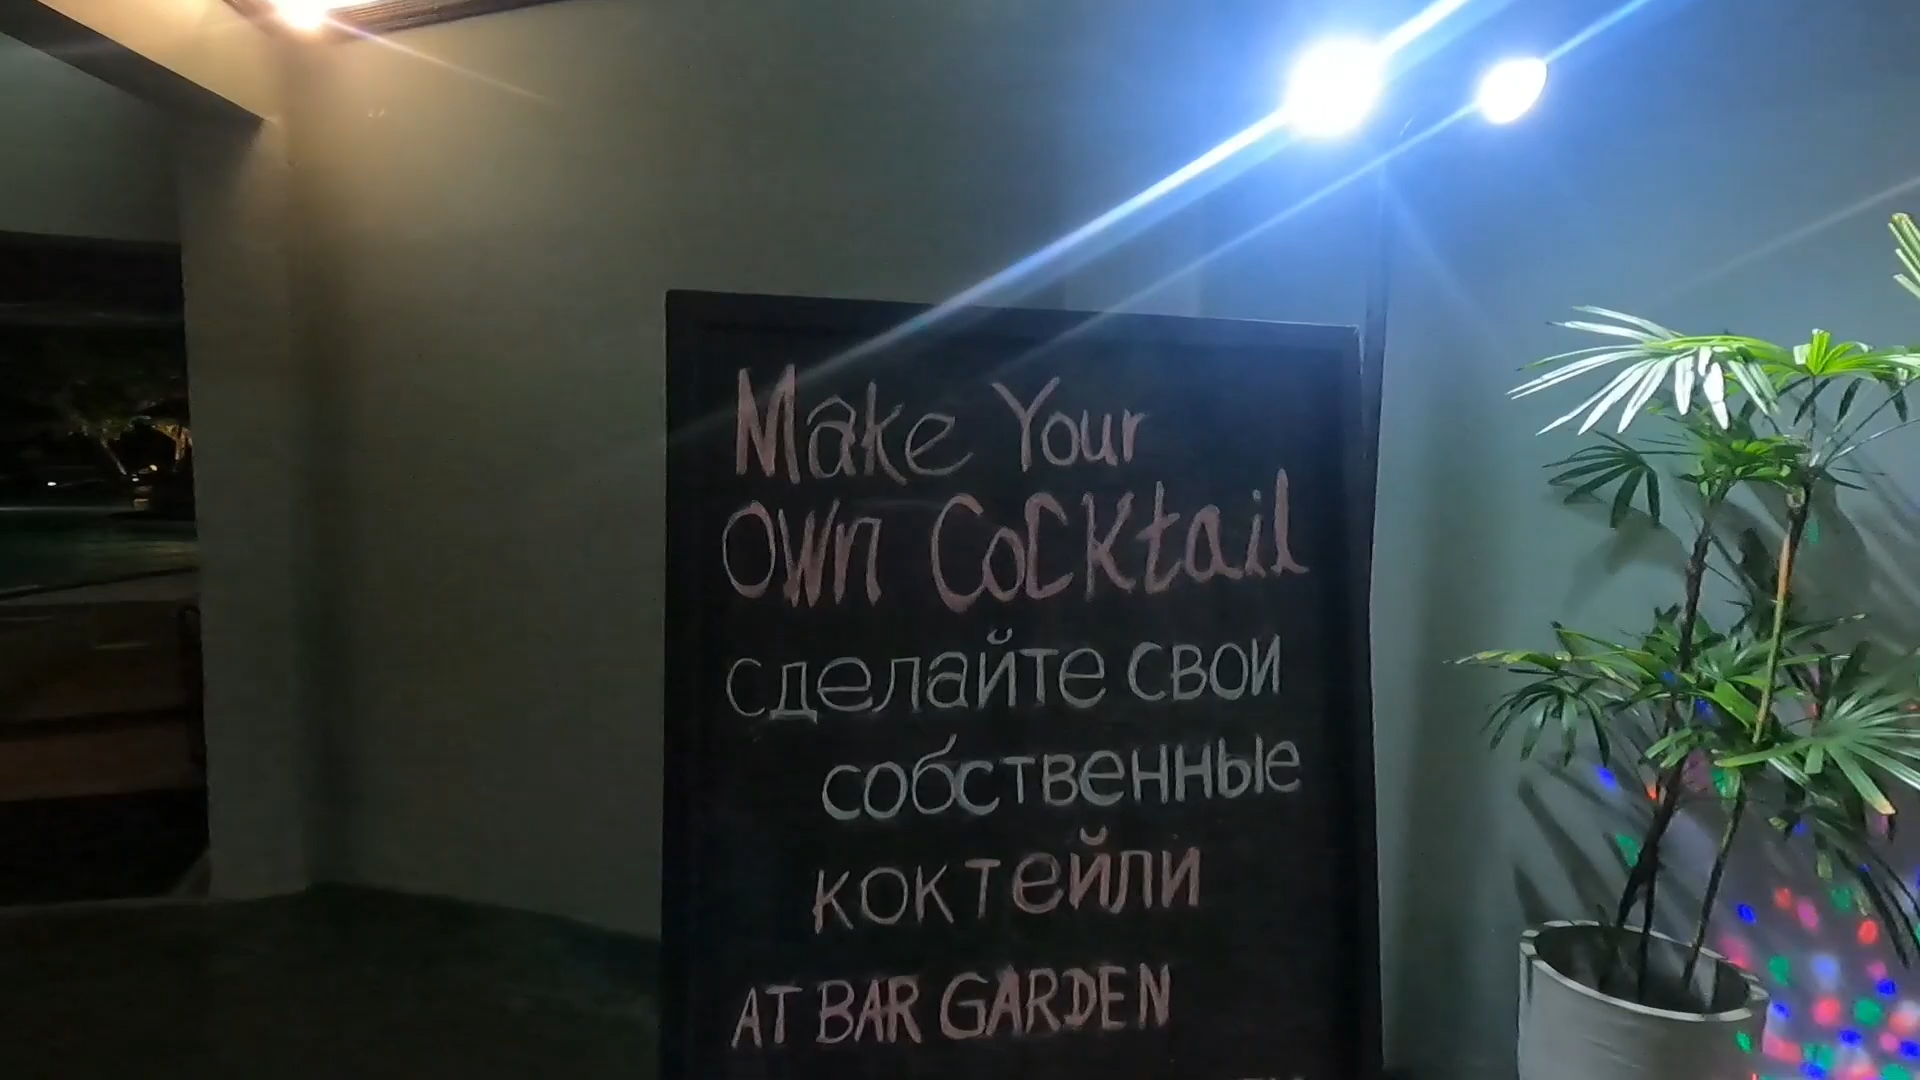 Make Your
Own Cocktail
сделайте свои
собственные
коктейли
AT BAR GARDEN